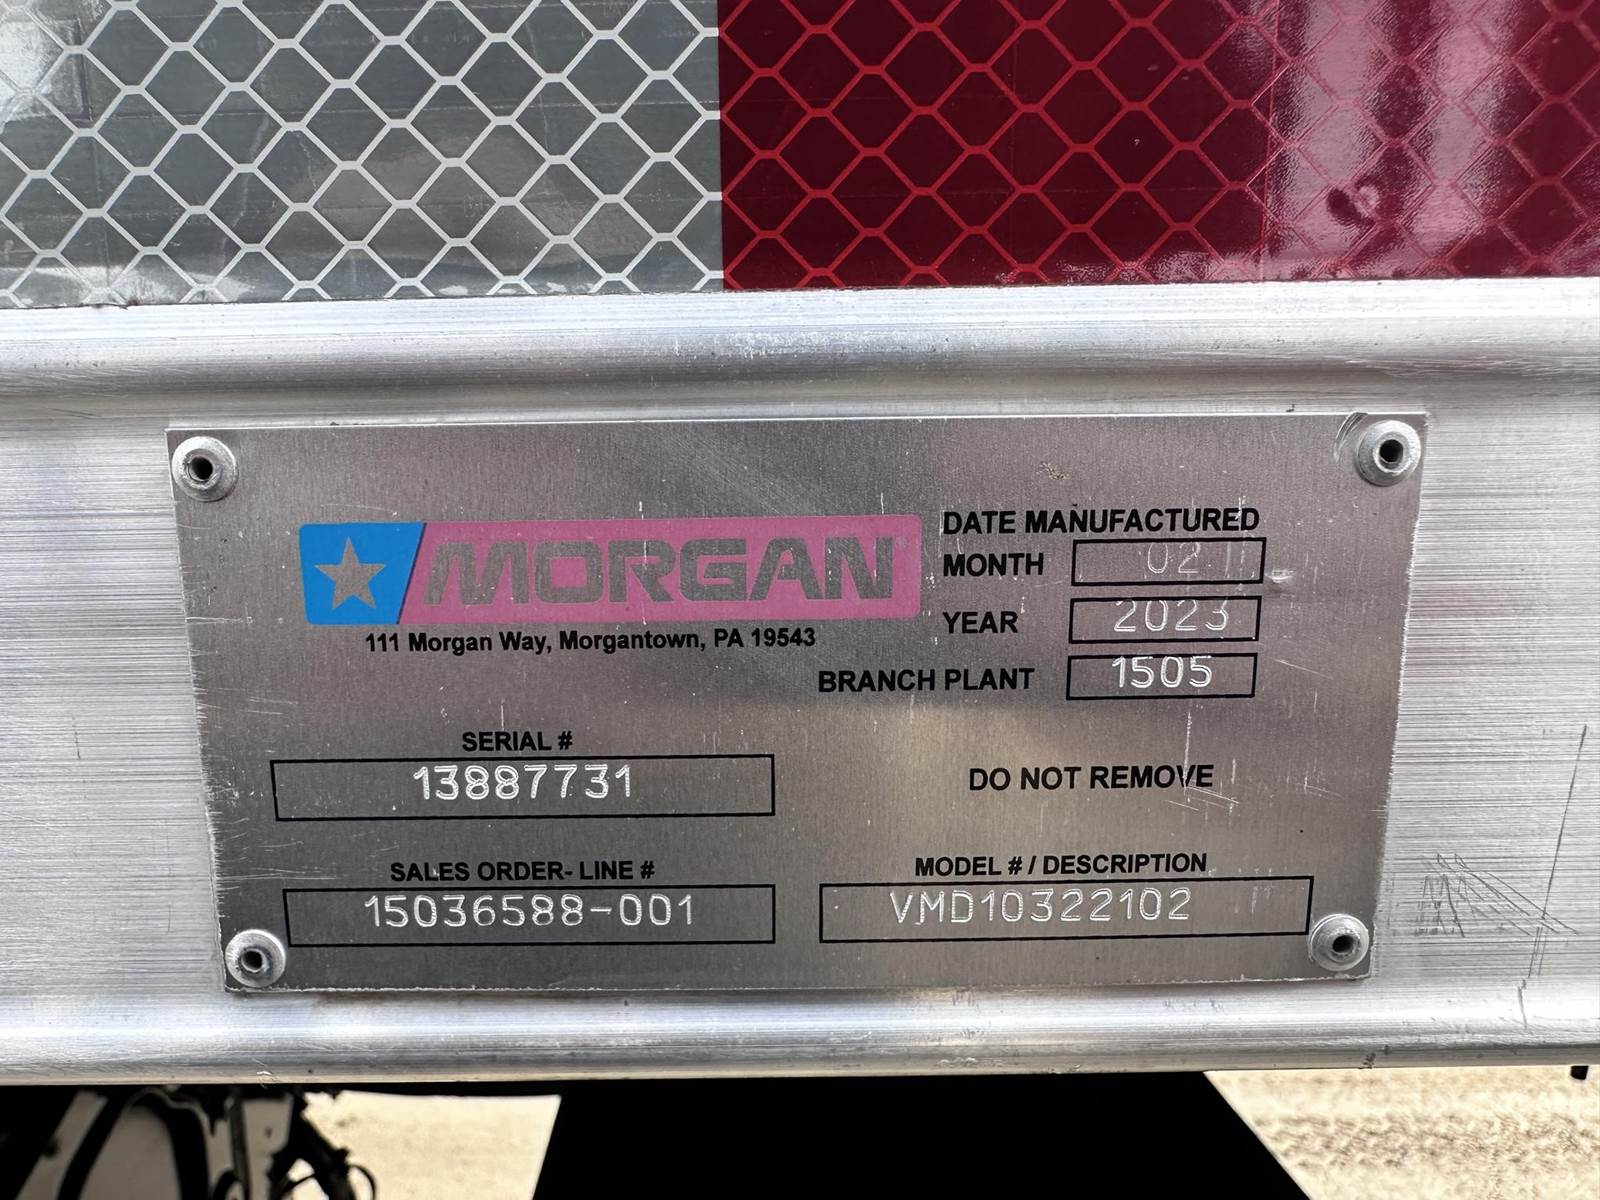 MORGAN
111 Morgan Way, Morgantown, PA 19543
DATE MANUFACTURED
MONTH 02
YEAR 2023
BRANCH PLANT 1505
SERIAL #
13887731
DO NOT REMOVE
SALES ORDER- LINE #
15036588-001
MODEL # / DESCRIPTION
VMD10322102